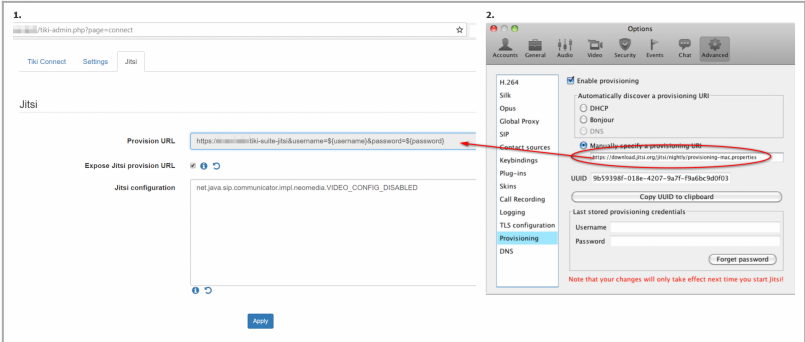 1.
/tiki-admin.php?page=connect
Tiki Connect Settings Jitsi
Jitsi
Provision URL
https: tiki-suite-jitsi&username=${username}&password=${password}
Expose Jitsi provision URL
Jitsi configuration
net.java.sip.communicator.impl.neomedia.VIDEO_CONFIG_DISABLED
Apply
2.
Options
Accounts General Audio Video Security Events Chat Advanced
H.264
Silk
Opus
Global Proxy
SIP
Contact sources
Keybindings
Plug-ins
Skins
Call Recording
Logging
TLS configuration
Provisioning
DNS
Enable provisioning
Automatically discover a provisioning URI
DHCP
Bonjour
DNS
Manually specify a provisioning URI
https://download.jitsi.org/jitsi/nightly/provisioning-mac.properties
UUID 9b59398f-018e-4207-9a7f-f9a6bc9d0f03
Copy UUID to clipboard
Last stored provisioning credentials
Username
Password
Forget password
Note that your changes will only take effect next time you start Jitsi!